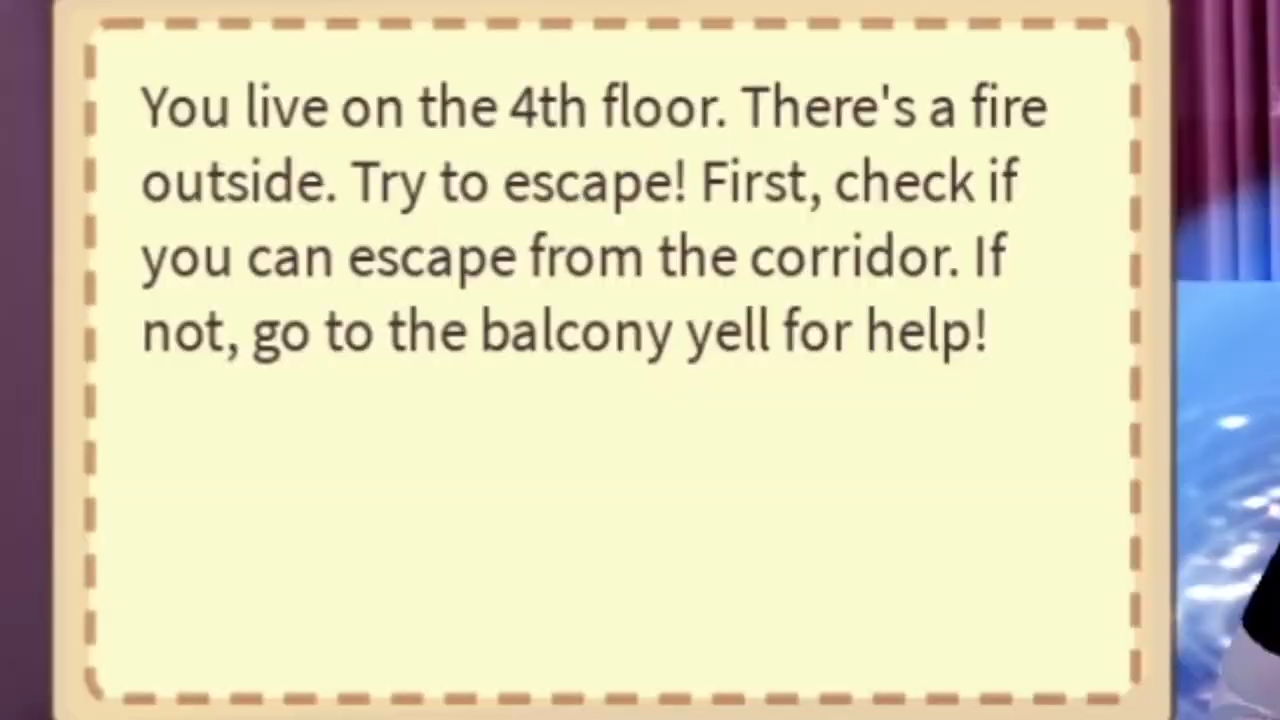 You live on the 4th floor. There's a fire
outside. Try to escape! First, check if
you can escape from the corridor. If
not, go to the balcony yell for help!